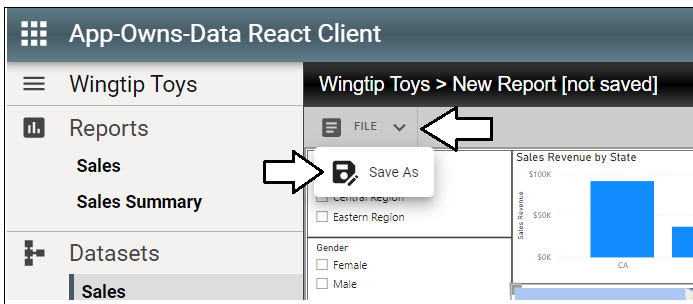 App-Owns-Data React Client
Wingtip Toys
Wingtip Toys > New Report [not saved]
Reports
Sales
Sales Summary
Datasets
Sales
FILE
Save As
Central Region
Eastern Region
Gender
Female
Male
Sales Revenue by State
Sales Revenue
$100K
$50K
$0K
CA